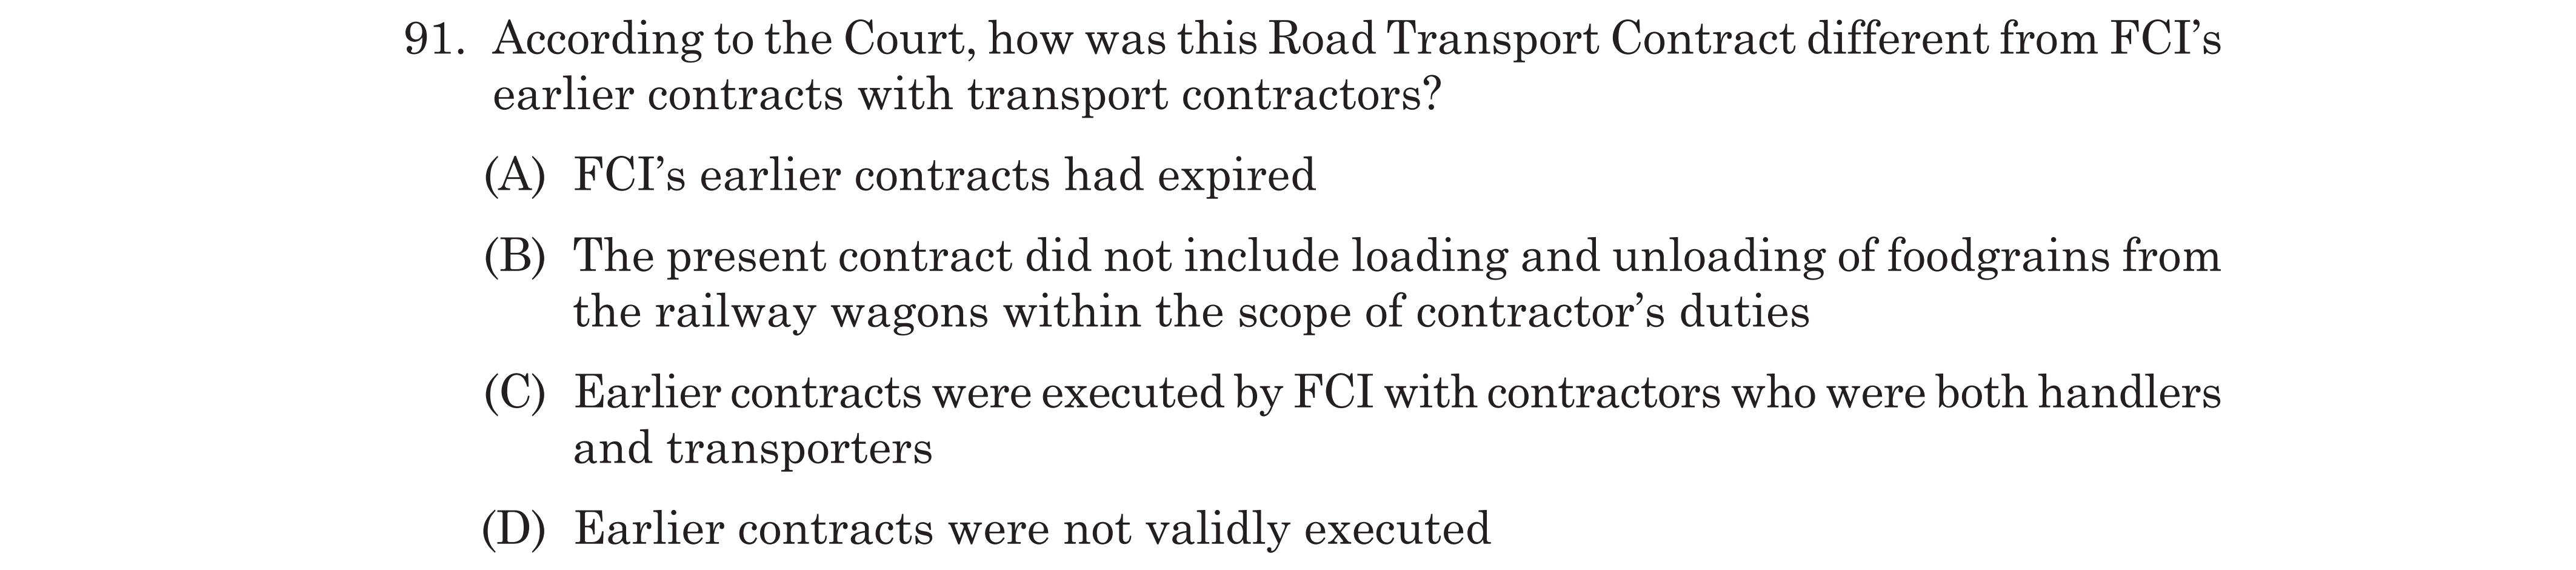 91. According to the Court, how was this Road Transport Contract different from FCI’s
earlier contracts with transport contractors?
(A) FCI’s earlier contracts had expired
(B) The present contract did not include loading and unloading of foodgrains from
the railway wagons within the scope of contractor’s duties
(C) Earlier contracts were executed by FCI with contractors who were both handlers
and transporters
(D) Earlier contracts were not validly executed